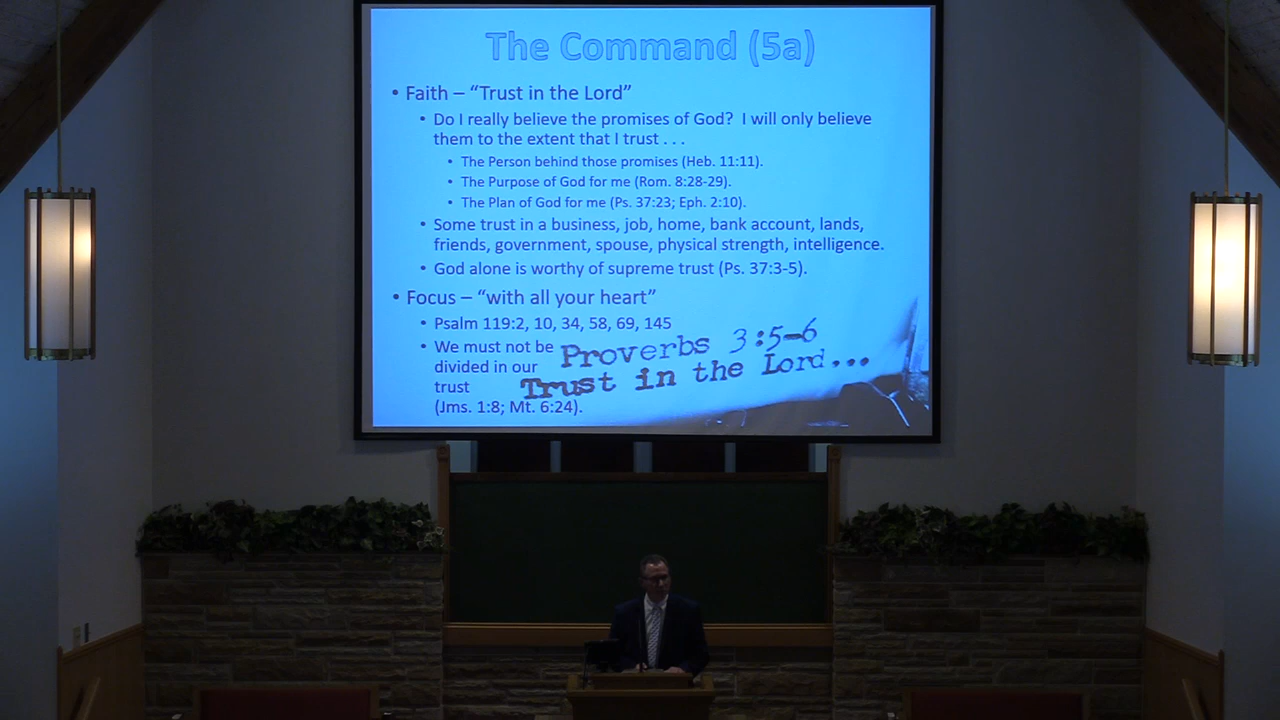 The Command (5a)
• Faith – “Trust in the Lord”
• Do I really believe the promises of God?  I will only believe
them to the extent that I trust . . .
• The Person behind those promises (Heb. 11:11).
• The Purpose of God for me (Rom. 8:28-29).
• The Plan of God for me (Ps. 37:23; Eph. 2:10).
• Some trust in a business, job, home, bank account, lands,
friends, government, spouse, physical strength, intelligence.
• God alone is worthy of supreme trust (Ps. 37:3-5).
• Focus – “with all your heart”
• Psalm 119:2, 10, 34, 58, 69, 145
• We must not be
divided in our
trust
(Jms. 1:8; Mt. 6:24).
Proverbs 3:5-6
Trust in the Lord...